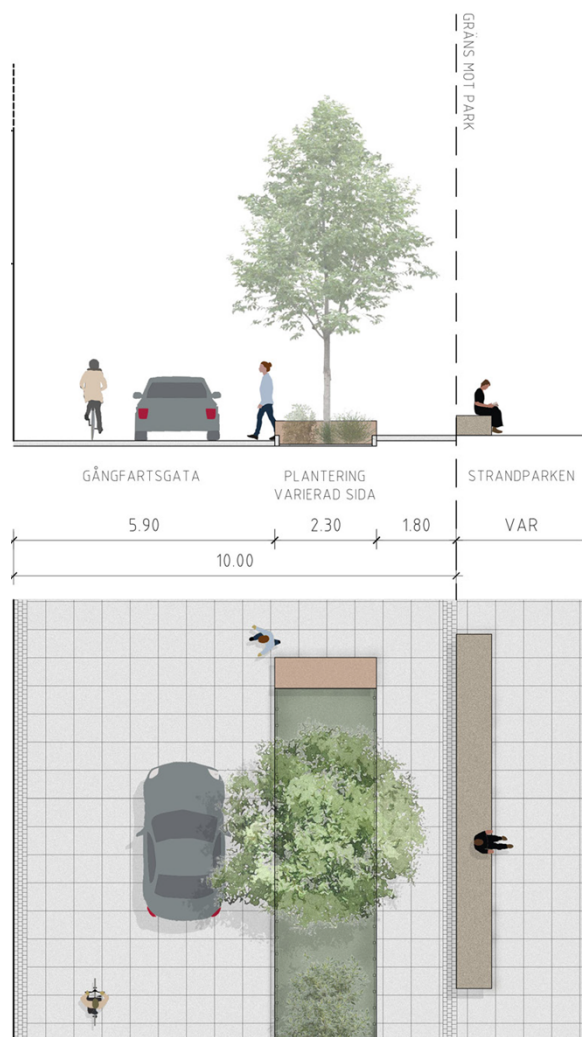 GRÄNS MOT PARK
GÅNGFARTSGATA
PLANTERING
VARIERAD SIDA
STRANDPARKEN
5.90
2.30
1.80
VAR
10.00